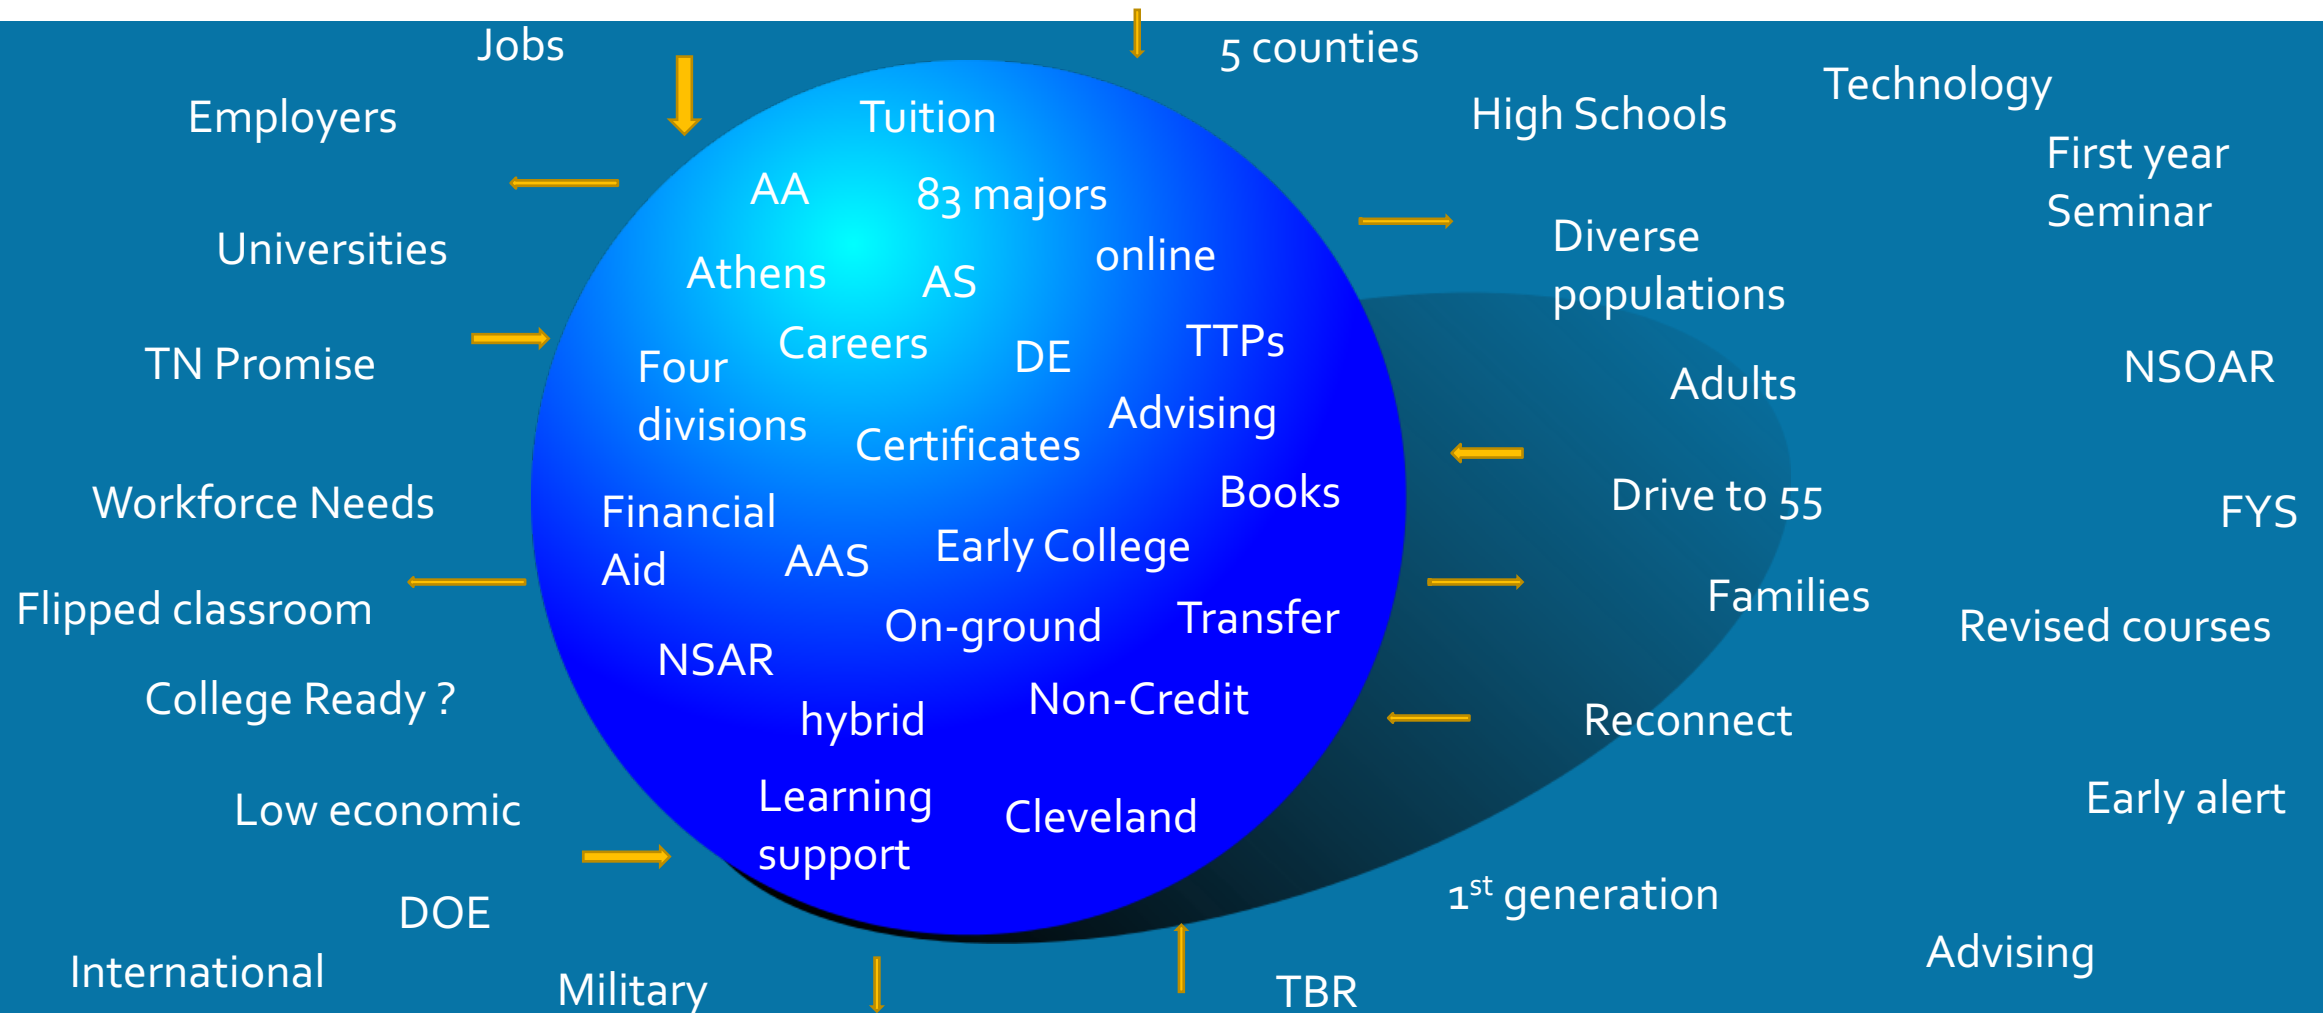 Jobs
5 counties
Technology
Employers
Tuition
High Schools
First year
Seminar
AA
83 majors
Universities
Athens
AS
online
Diverse
populations
TN Promise
Four
divisions
Careers
DE
TTPs
Adults
NSOAR
Advising
Certificates
Workforce Needs
Financial
Aid
Books
Drive to 55
FYS
AAS
Early College
Flipped classroom
On-ground
Transfer
Families
Revised courses
NSAR
College Ready ?
hybrid
Non-Credit
Reconnect
Low economic
Learning
support
Cleveland
Early alert
DOE
1st generation
International
Military
TBR
Advising